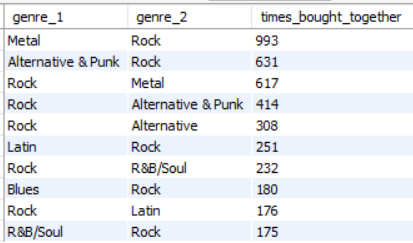 genre_1 genre_2 times_bought_together
Metal Rock 993
Alternative & Punk Rock 631
Rock Metal 617
Rock Alternative & Punk 414
Rock Alternative 308
Latin Rock 251
Rock R&B/Soul 232
Blues Rock 180
Rock Latin 176
R&B/Soul Rock 175